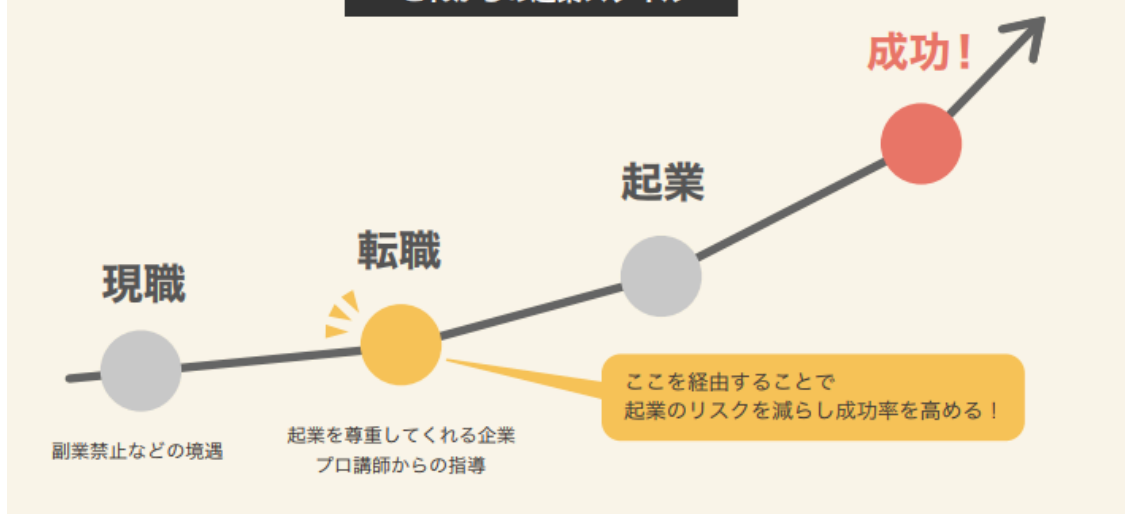 成功！
起業
転職
現職
ここを経由することで
起業のリスクを減らし成功率を高める！
起業を尊重してくれる企業
プロ講師からの指導
副業禁止などの境遇